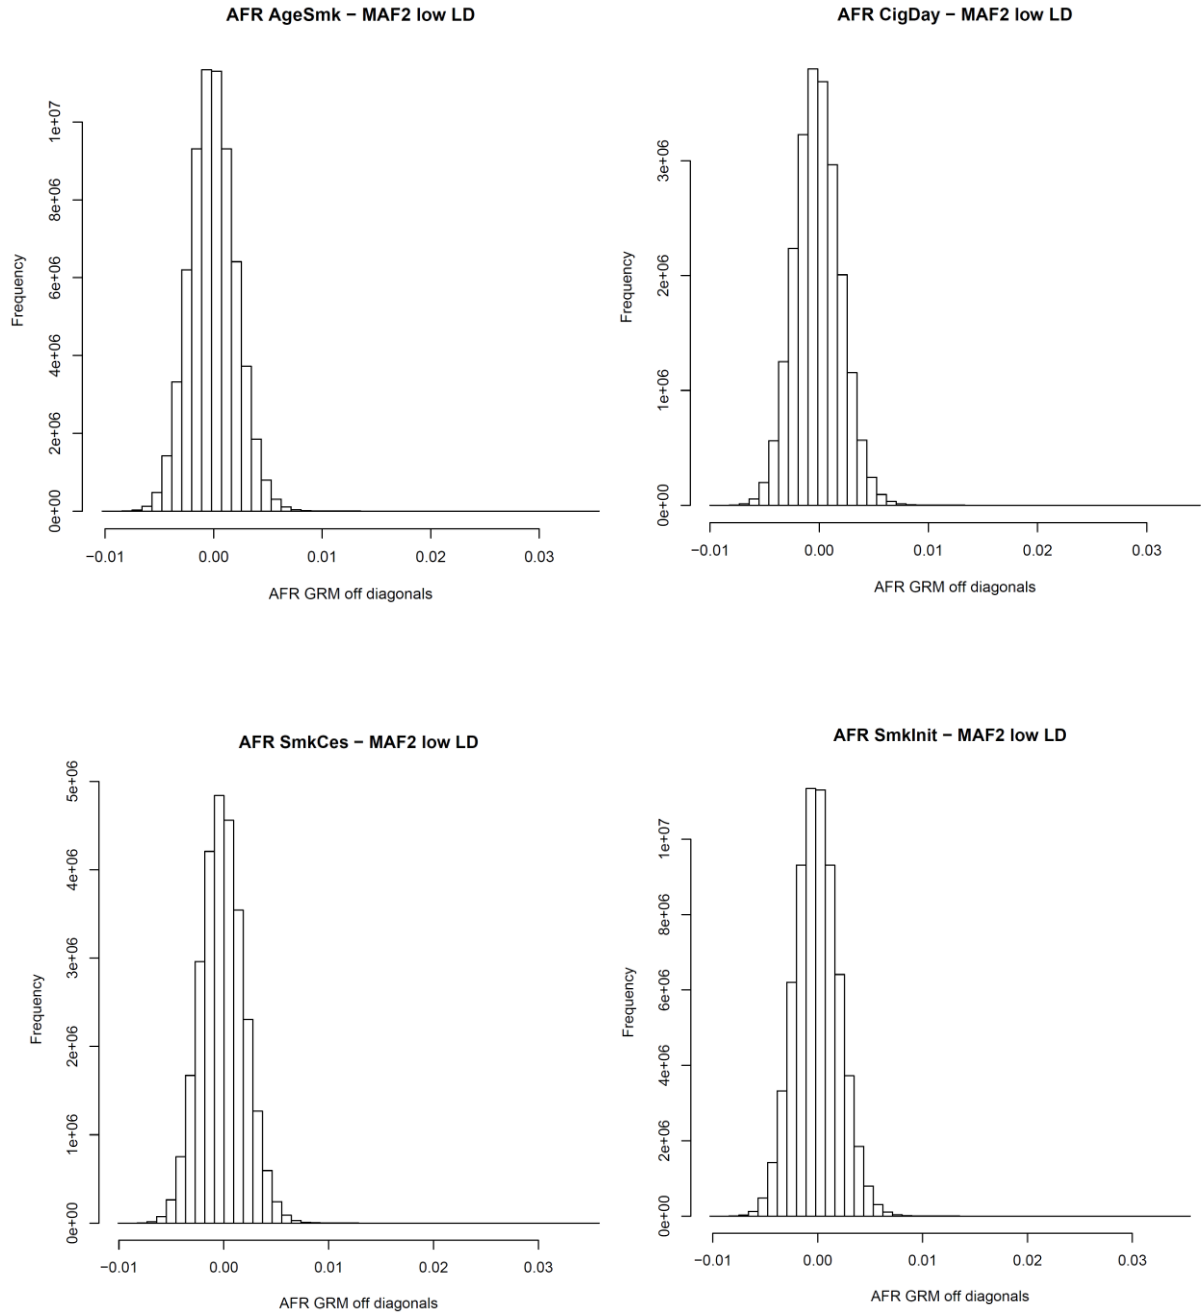 AFR AgeSmk − MAF2 low LD
Frequency
0e+00 2e+06 4e+06 6e+06 8e+06 1e+07
−0.01 0.00 0.01 0.02 0.03
AFR GRM off diagonals
AFR CigDay − MAF2 low LD
Frequency
0e+00 1e+06 2e+06 3e+06
−0.01 0.00 0.01 0.02 0.03
AFR GRM off diagonals
AFR SmkCes − MAF2 low LD
Frequency
0e+00 1e+06 2e+06 3e+06 4e+06 5e+06
−0.01 0.00 0.01 0.02 0.03
AFR GRM off diagonals
AFR SmkInit − MAF2 low LD
Frequency
0e+00 2e+06 4e+06 6e+06 8e+06 1e+07
−0.01 0.00 0.01 0.02 0.03
AFR GRM off diagonals